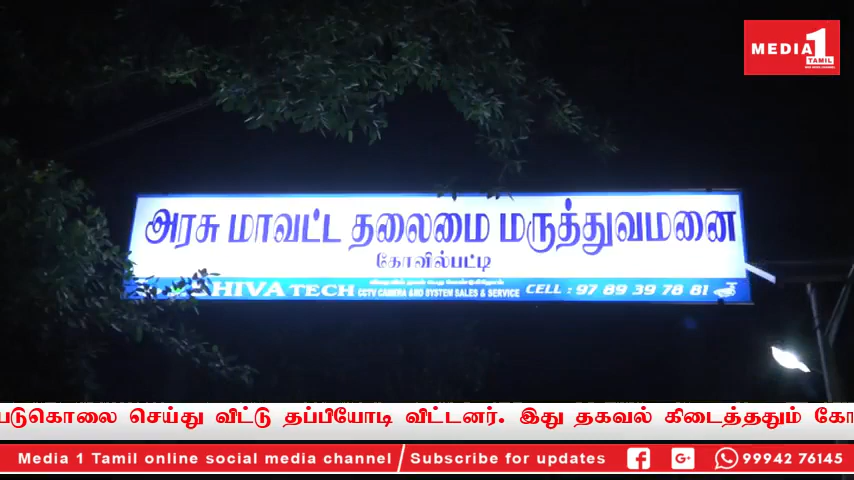 MEDIA 1
TAMIL
அரசு மாவட்ட தலைமை மருத்துவமனை
கோவில்பட்டி
SHIVA TECH CCTV CAMERA & HD SYSTEM SALES & SERVICE CELL : 97 89 39 78 81
படுகொலை செய்து விட்டு தப்பியோடி விட்டனர். இது தகவல் கிடைத்ததும் கோ
Media 1 Tamil online social media channel / Subscribe for updates 99942 76145